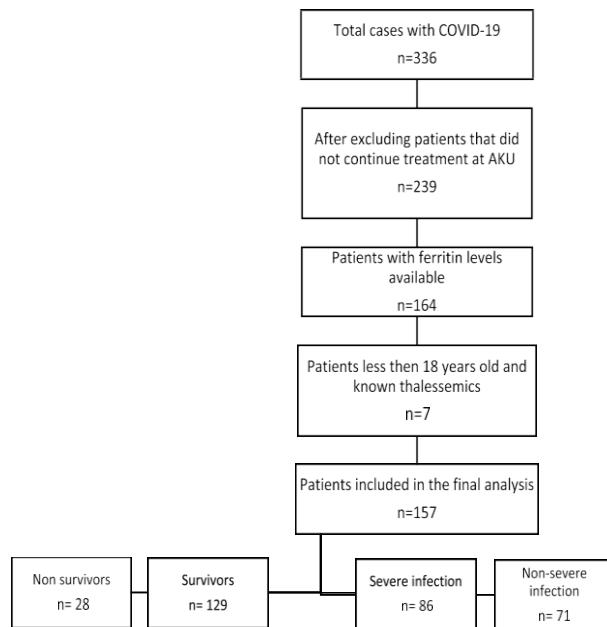 Total cases with COVID-19
n=336
After excluding patients that did
not continue treatment at AKU
n=239
Patients with ferritin levels
available
n=164
Patients less then 18 years old and
known thalessemics
n=7
Patients included in the final analysis
n=157
Non survivors
n= 28
Survivors
n= 129
Severe infection
n= 86
Non-severe
infection
n= 71